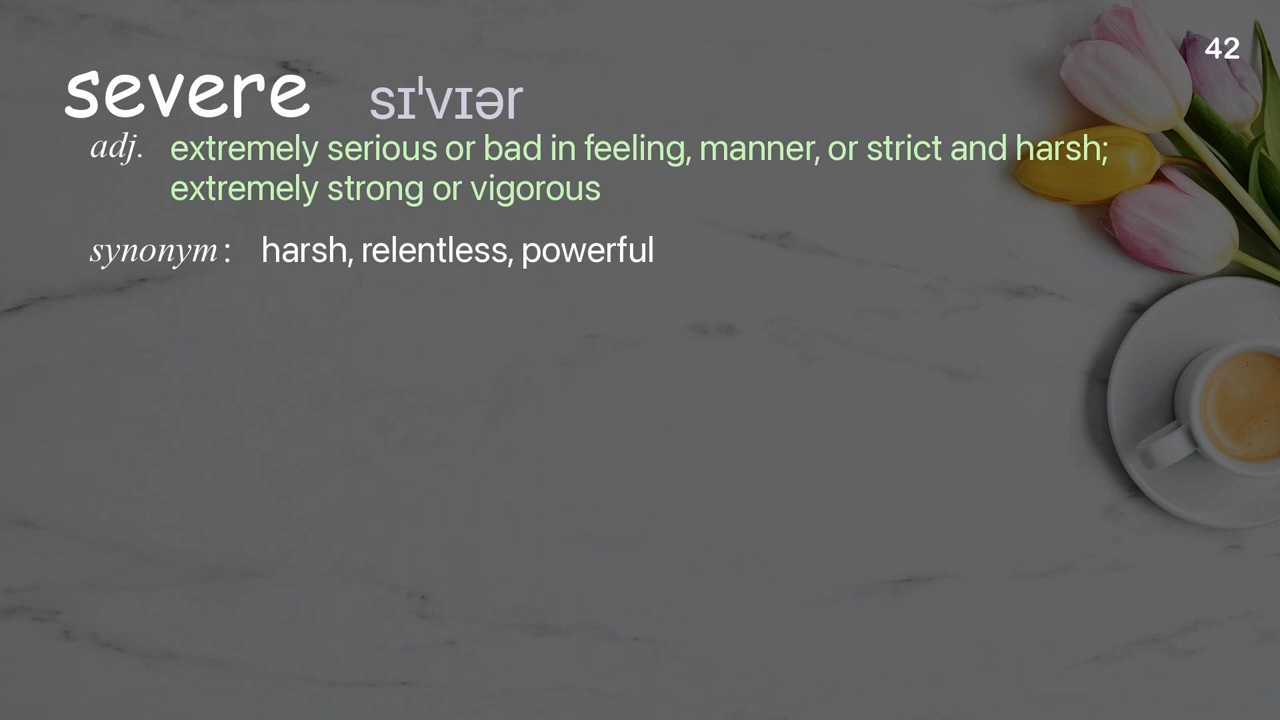 42
severe sɪˈvɪər
adj. extremely serious or bad in feeling, manner, or strict and harsh;
extremely strong or vigorous
synonym : harsh, relentless, powerful